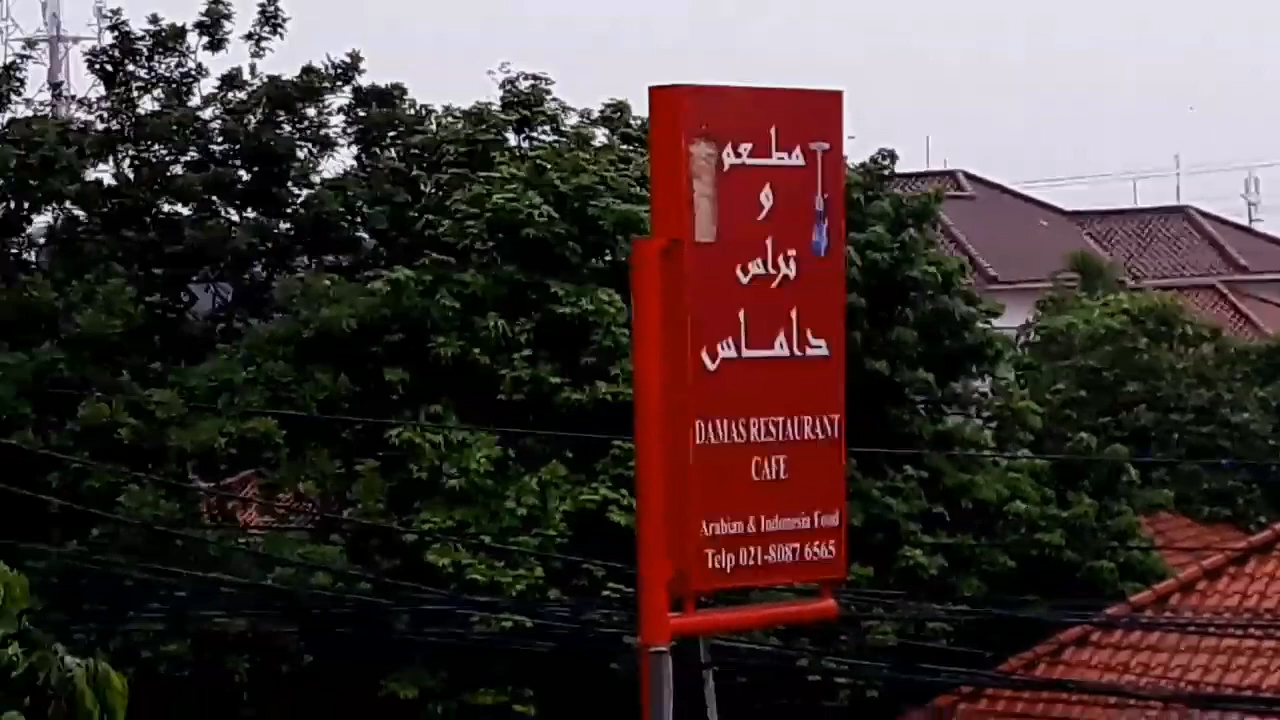 مطعم
و
تراس
داماس
DAMAS RESTAURANT
CAFE
Arabian & Indonesia Food
Telp 021-8087 6565